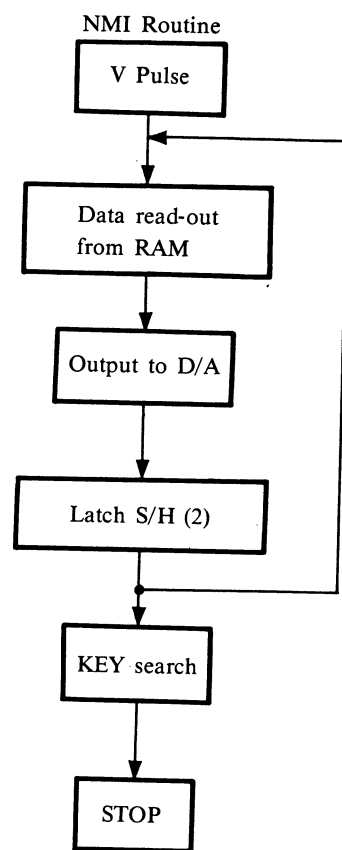 NMI Routine
V Pulse
Data read-out
from RAM
Output to D/A
Latch S/H (2)
KEY search
STOP